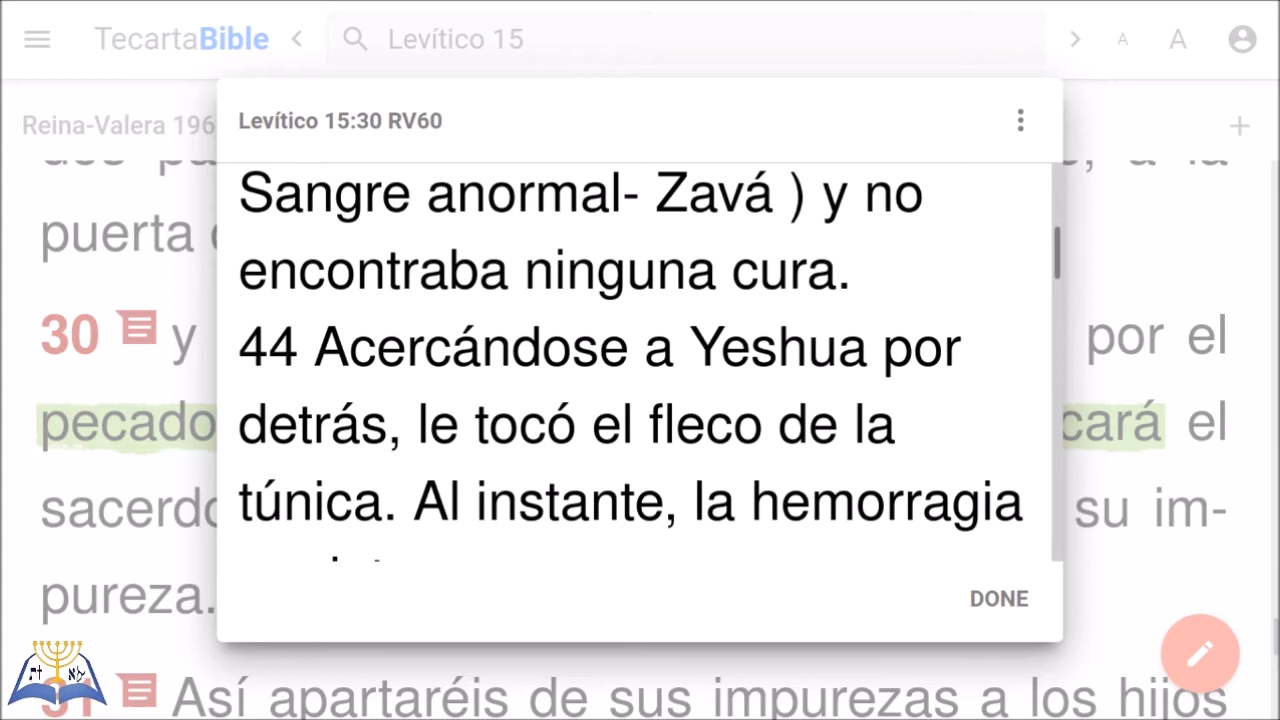 TecartaBible
Levítico 15
A A
Reina-Valera 196
Levítico 15:30 RV60
Sangre anormal- Zavá ) y no
encontraba ninguna cura.
44 Acercándose a Yeshua por
detrás, le tocó el fleco de la
túnica. Al instante, la hemorragia
DONE
a la
puerta
30 y por el
pecado cará el
sacerdo su im-
pureza.
31 Así apartaréis de sus impurezas a los hijos